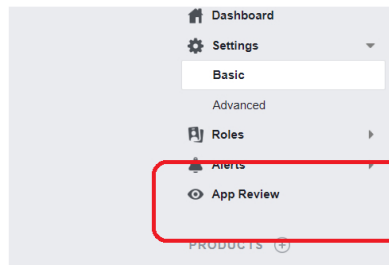 Dashboard
Settings
Basic
Advanced
Roles
Alerts
App Review
PRODUCTS